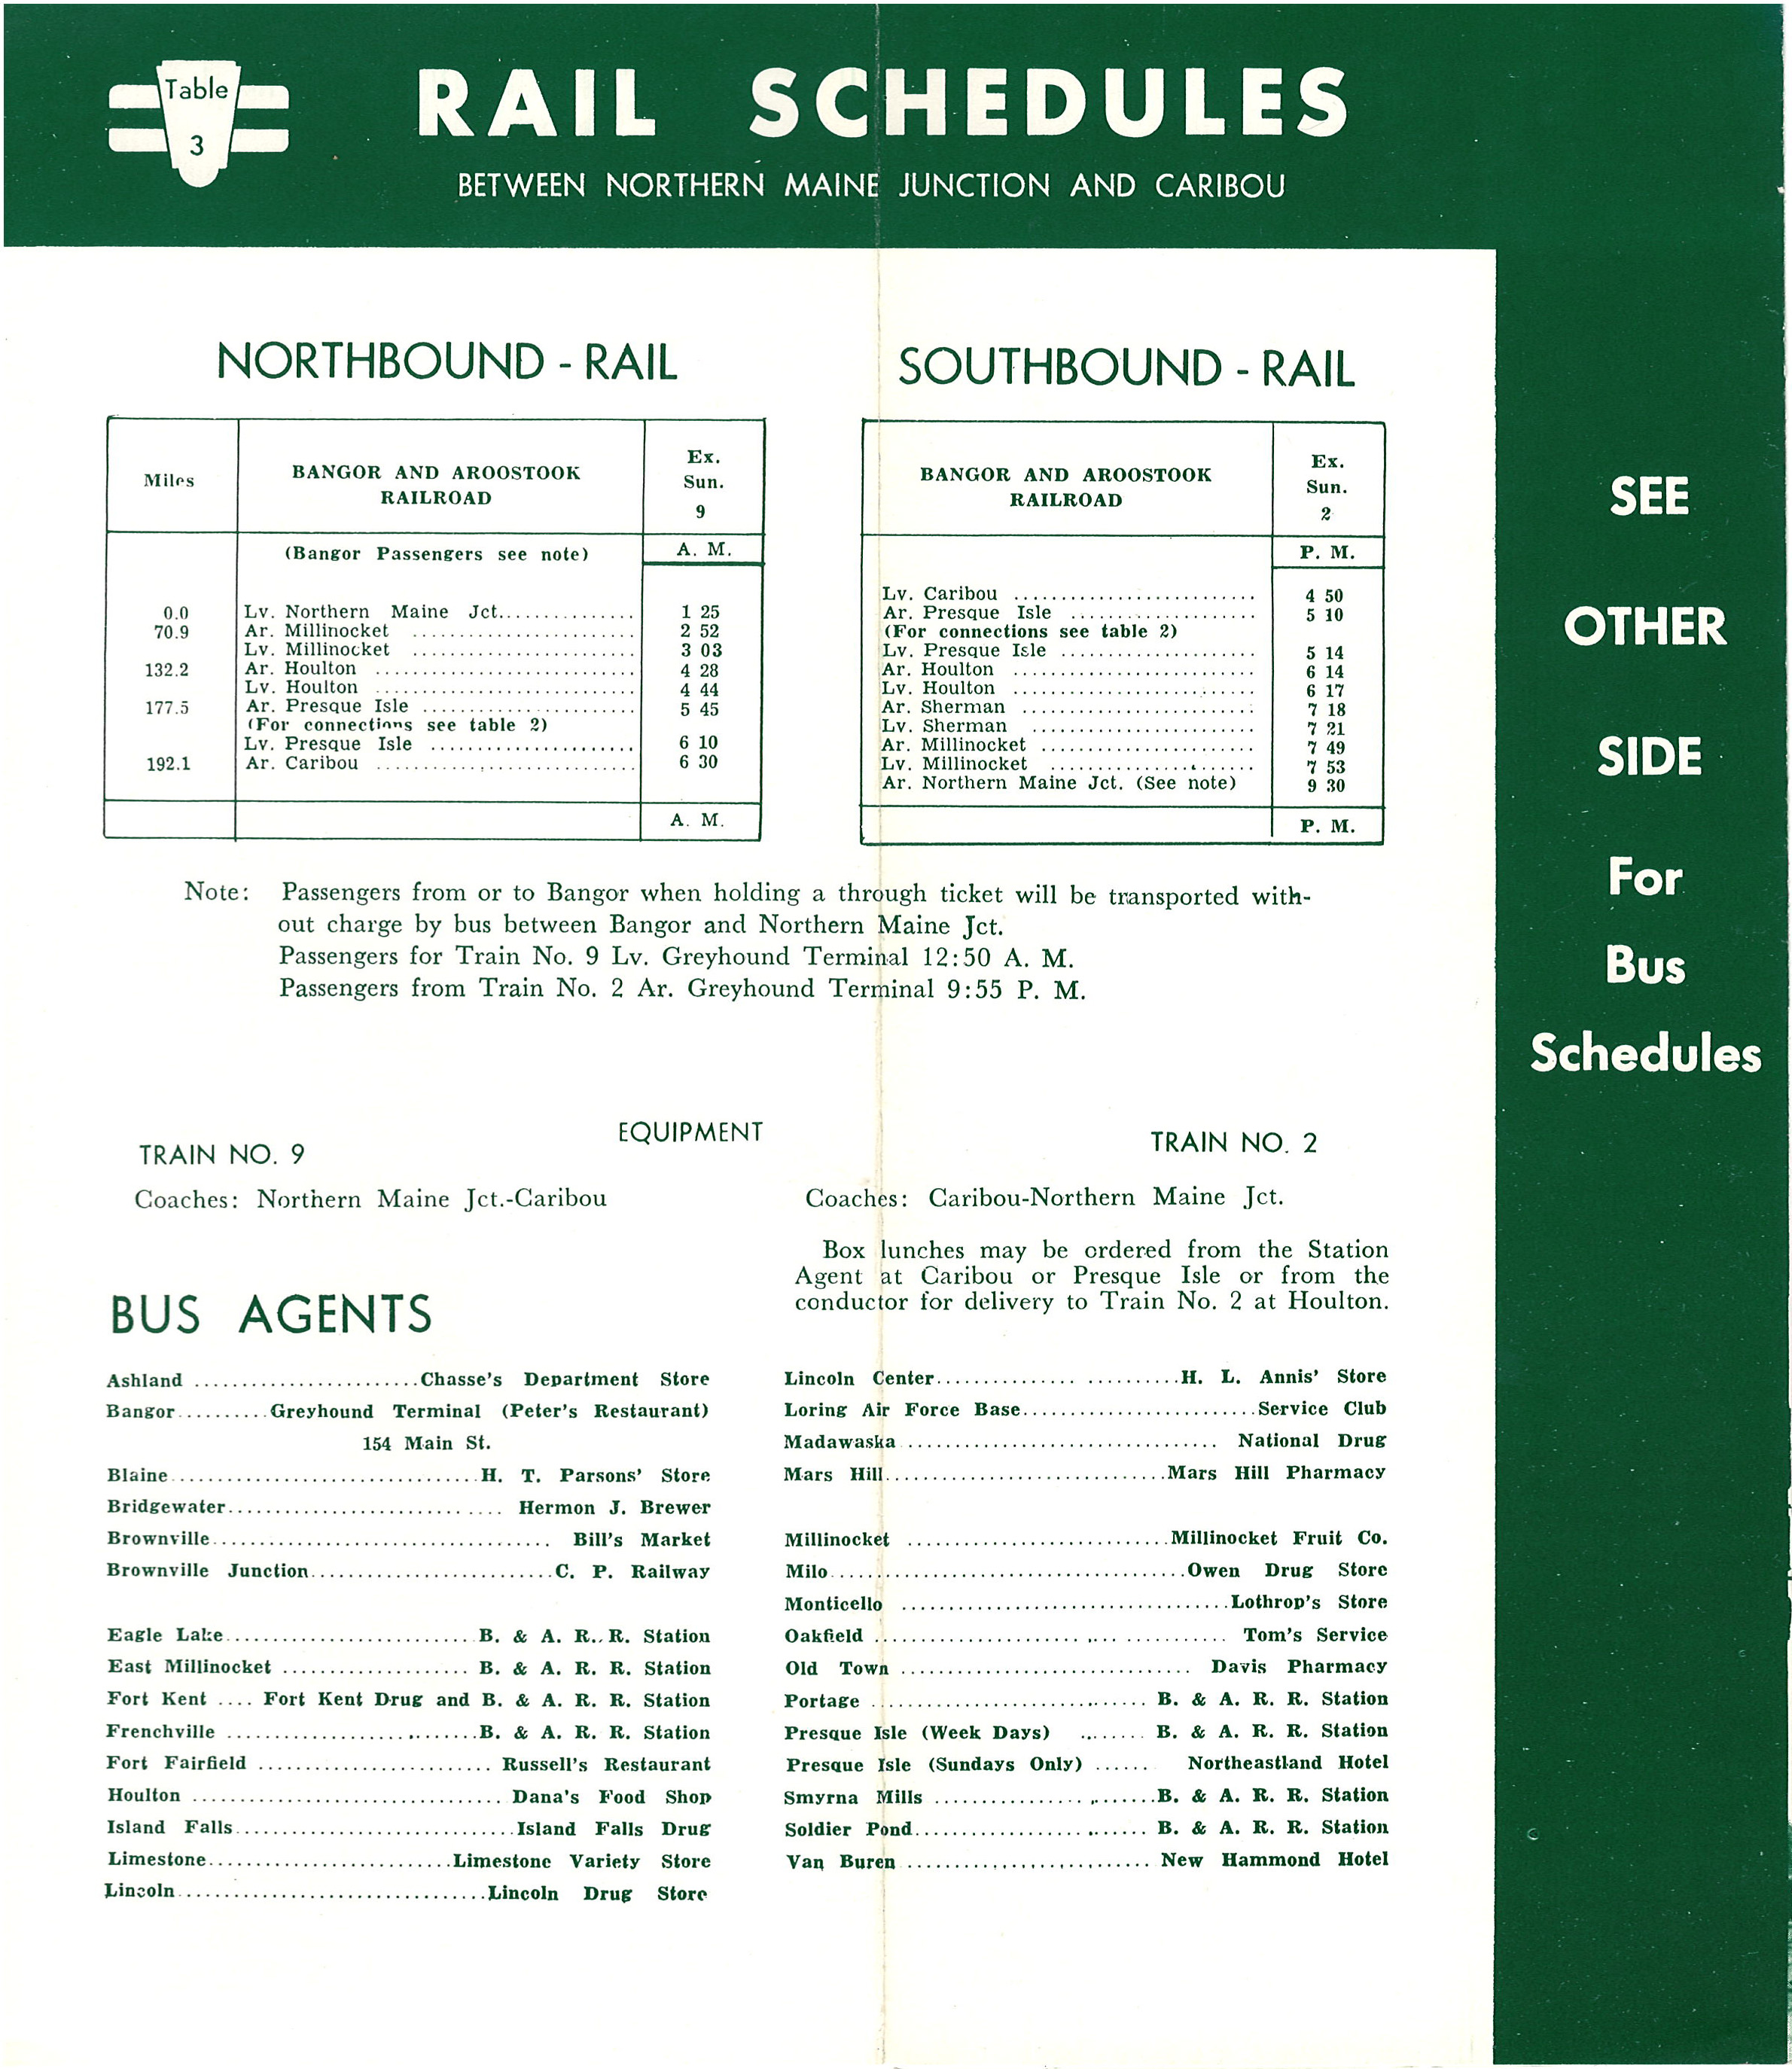 Table
3
RAIL SCHEDULES
BETWEEN NORTHERN MAINE JUNCTION AND CARIBOU
NORTHBOUND - RAIL
Miles
BANGOR AND AROOSTOOK
RAILROAD
Ex.
Sun.
9
(Bangor Passengers see note)
A. M.
0.0 Lv. Northern Maine Jct. 1 25
70.9 Ar. Millinocket 2 52
Lv. Millinocket 3 03
132.2 Ar. Houlton 4 28
Lv. Houlton 4 44
177.5 Ar. Presque Isle 5 45
(For connections see table 2)
Lv. Presque Isle 6 10
192.1 Ar. Caribou 6 30
A. M.
SOUTHBOUND - RAIL
BANGOR AND AROOSTOOK
RAILROAD
Ex.
Sun.
2
P. M.
Lv. Caribou 4 50
Ar. Presque Isle 5 10
(For connections see table 2)
Lv. Presque Isle 5 14
Ar. Houlton 6 14
Lv. Houlton 6 17
Ar. Sherman 7 18
Lv. Sherman 7 21
Ar. Millinocket 7 49
Lv. Millinocket 7 53
Ar. Northern Maine Jct. (See note) 9 30
P. M.
Note: Passengers from or to Bangor when holding a through ticket will be transported with-
out charge by bus between Bangor and Northern Maine Jct.
Passengers for Train No. 9 Lv. Greyhound Terminal 12:50 A. M.
Passengers from Train No. 2 Ar. Greyhound Terminal 9:55 P. M.
EQUIPMENT
TRAIN NO. 9
Coaches: Northern Maine Jct.-Caribou
TRAIN NO. 2
Coaches: Caribou-Northern Maine Jct.
Box lunches may be ordered from the Station
Agent at Caribou or Presque Isle or from the
conductor for delivery to Train No. 2 at Houlton.
BUS AGENTS
Ashland Chasse's Department Store
Bangor Greyhound Terminal (Peter's Restaurant)
154 Main St.
Blaine H. T. Parsons' Store
Bridgewater Hermon J. Brewer
Brownville Bill's Market
Brownville Junction C. P. Railway
Eagle Lake B. & A. R. R. Station
East Millinocket B. & A. R. R. Station
Fort Kent Fort Kent Drug and B. & A. R. R. Station
Frenchville B. & A. R. R. Station
Fort Fairfield Russell's Restaurant
Houlton Dana's Food Shop
Island Falls Island Falls Drug
Limestone Limestone Variety Store
Lincoln Lincoln Drug Store
Lincoln Center H. L. Annis' Store
Loring Air Force Base Service Club
Madawaska National Drug
Mars Hill Mars Hill Pharmacy
Millinocket Millinocket Fruit Co.
Milo Owen Drug Store
Monticello Lothrop's Store
Oakfield Tom's Service
Old Town Davis Pharmacy
Portage B. & A. R. R. Station
Presque Isle (Week Days) B. & A. R. R. Station
Presque Isle (Sundays Only) Northeastland Hotel
Smyrna Mills B. & A. R. R. Station
Soldier Pond B. & A. R. R. Station
Van Buren New Hammond Hotel
SEE
OTHER
SIDE
For
Bus
Schedules